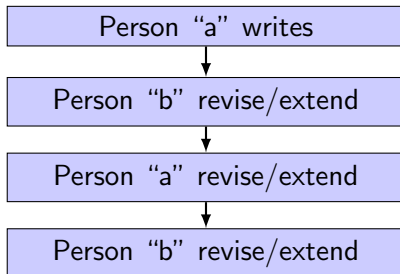 Person “a” writes
Person “b” revise/extend
Person “a” revise/extend
Person “b” revise/extend